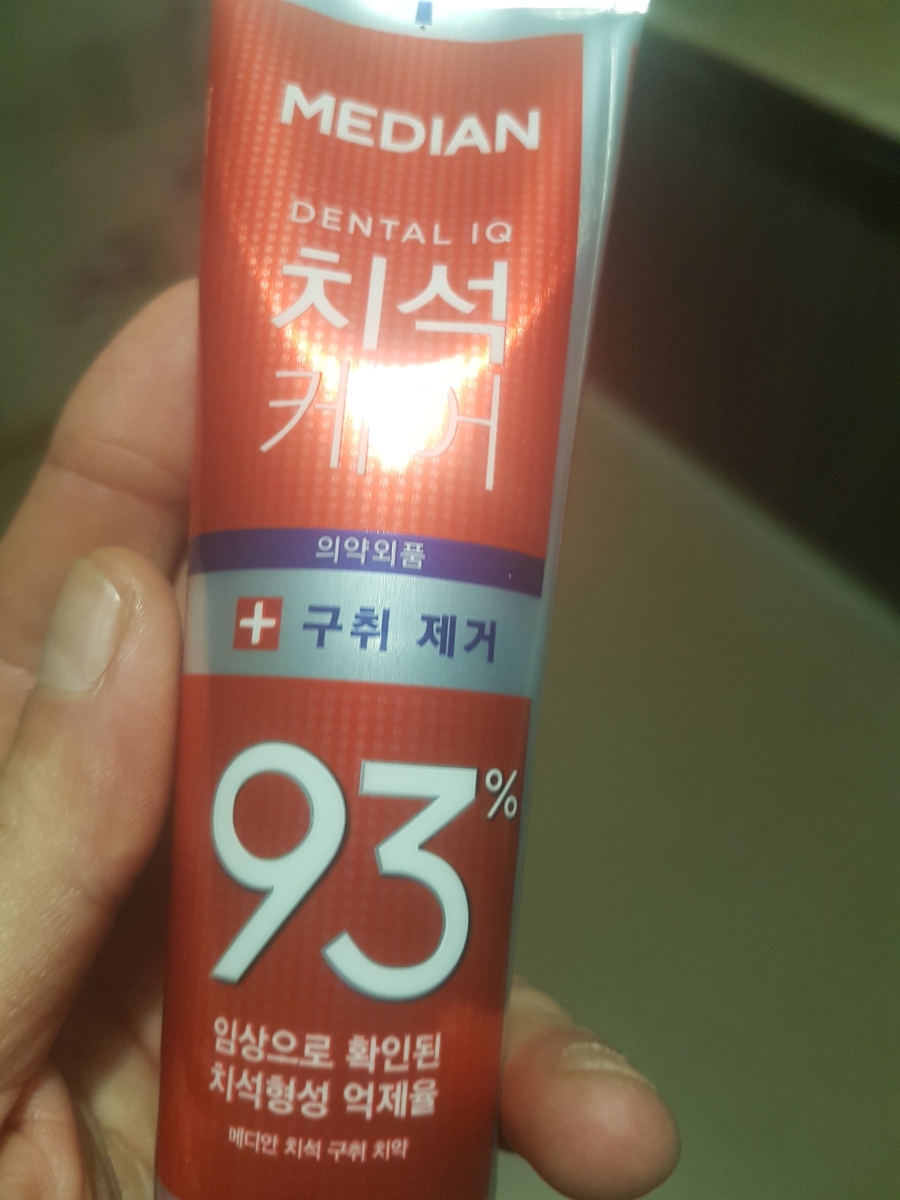 MEDIAN
DENTAL IQ
치석
케어
의약외품
구취 제거
93%
임상으로 확인된
치석형성 억제율
메디안 치석 구취 치약